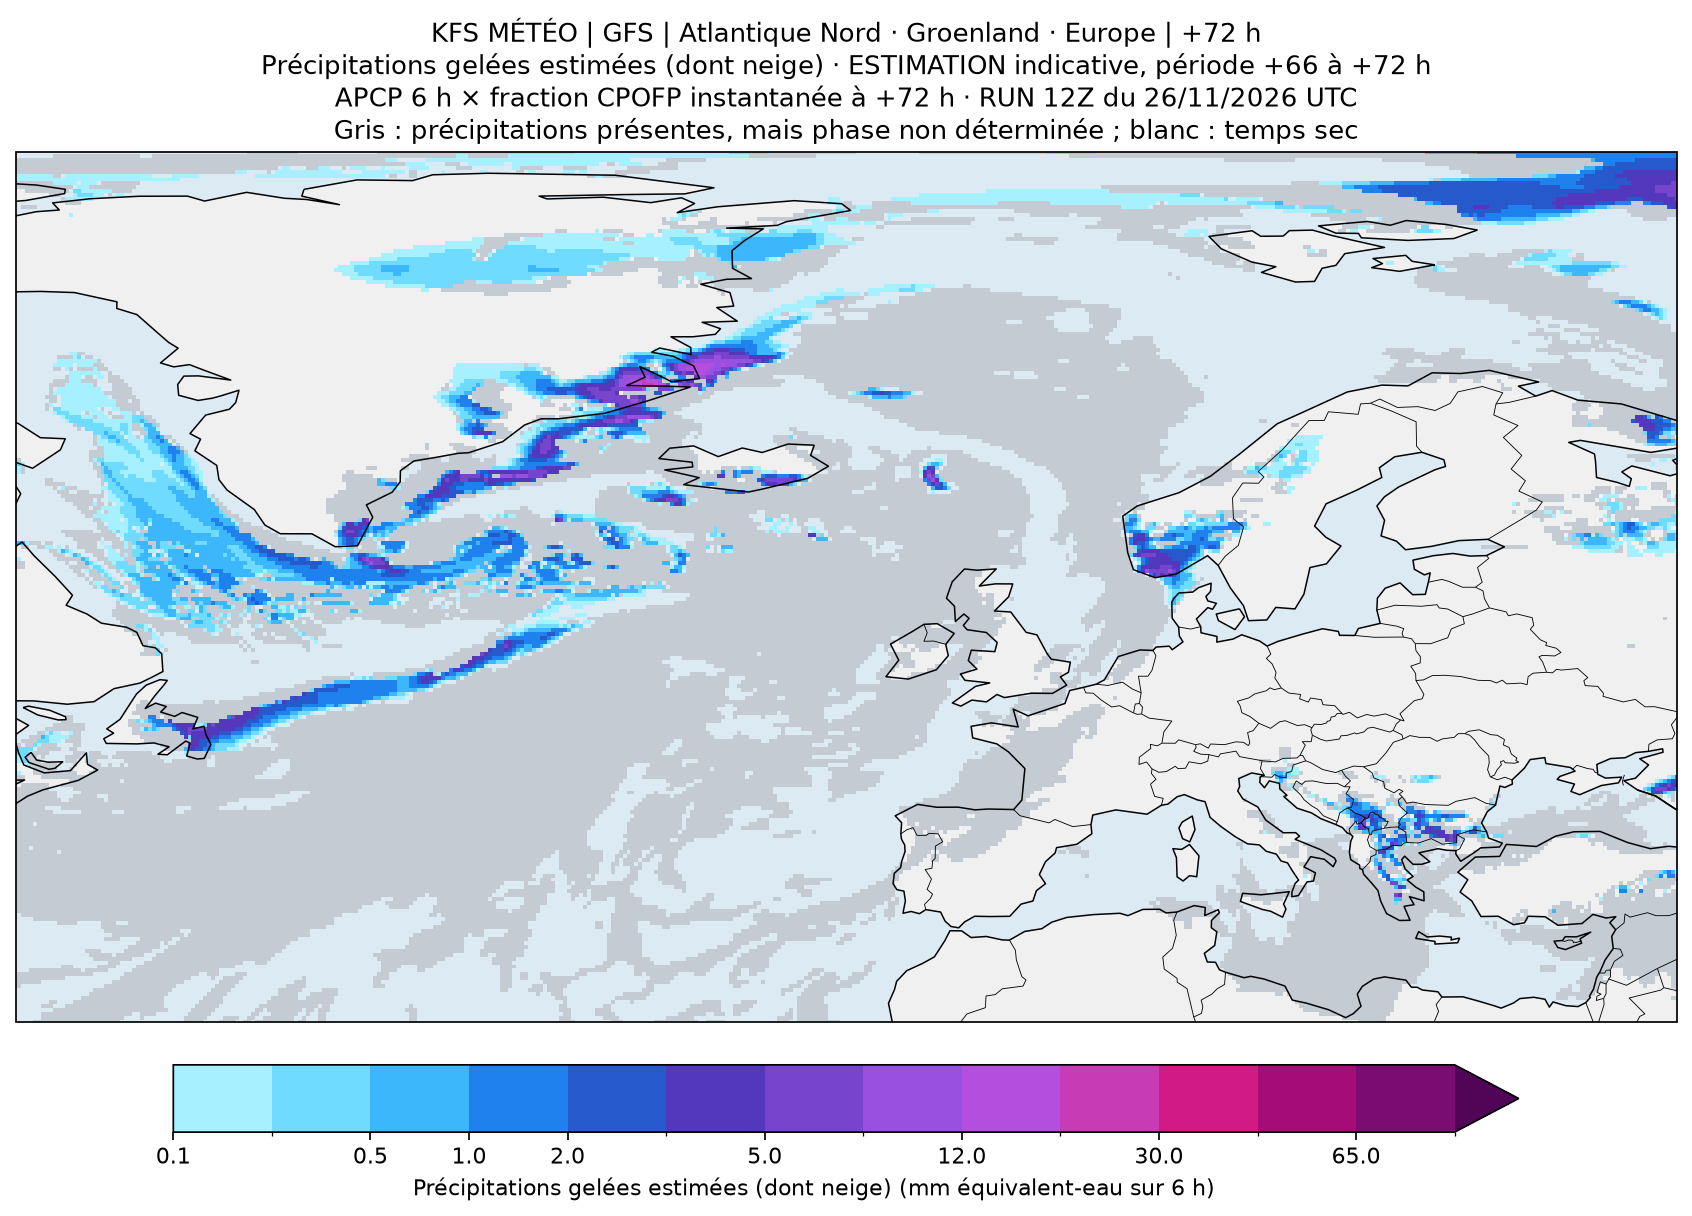 KFS MÉTÉO | GFS | Atlantique Nord · Groenland · Europe | +72 h
Précipitations gelées estimées (dont neige) · ESTIMATION indicative, période +66 à +72 h
APCP 6 h × fraction CPOFP instantanée à +72 h · RUN 12Z du 26/11/2026 UTC
Gris : précipitations présentes, mais phase non déterminée ; blanc : temps sec
0.1 0.5 1.0 2.0 5.0 12.0 30.0 65.0
Précipitations gelées estimées (dont neige) (mm équivalent-eau sur 6 h)